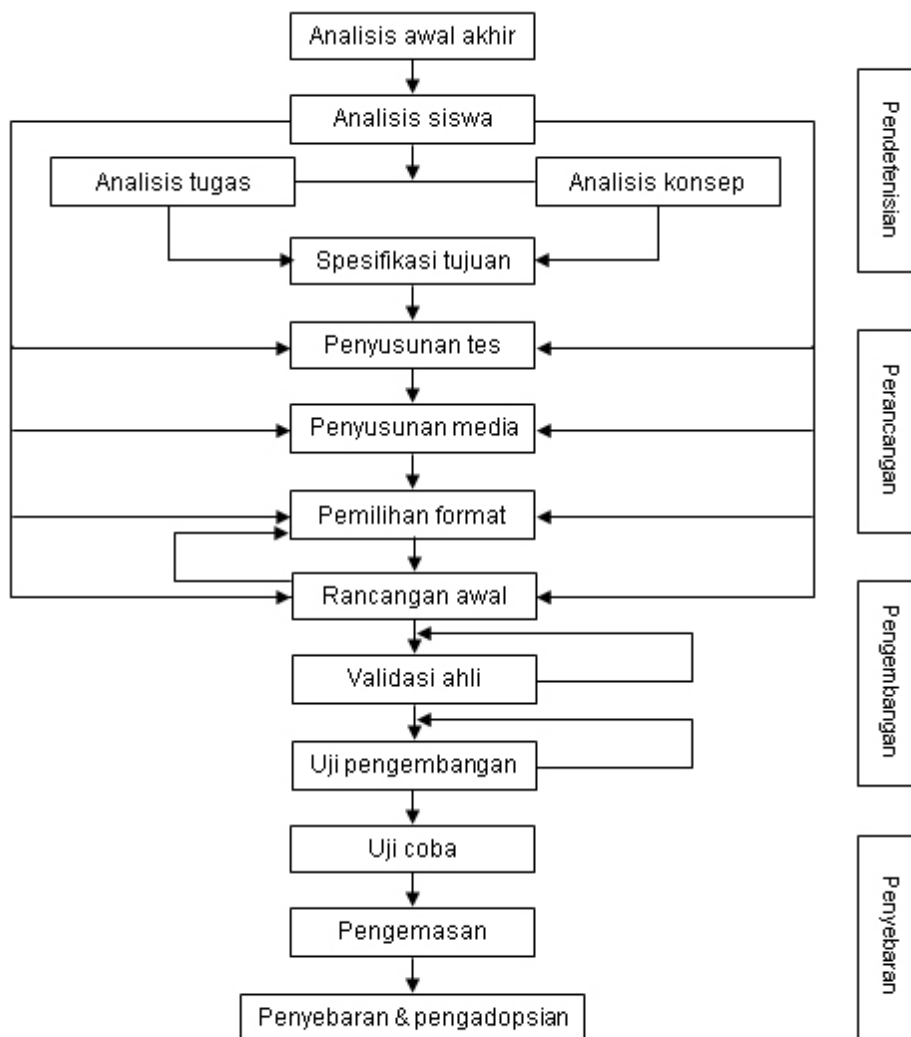 Analisis awal akhir
Analisis siswa
Analisis tugas
Analisis konsep
Spesifikasi tujuan
Penyusunan tes
Penyusunan media
Pemilihan format
Rancangan awal
Validasi ahli
Uji pengembangan
Uji coba
Pengemasan
Penyebaran & pengadopsian
Pendefenisian
Perancangan
Pengembangan
Penyebaran